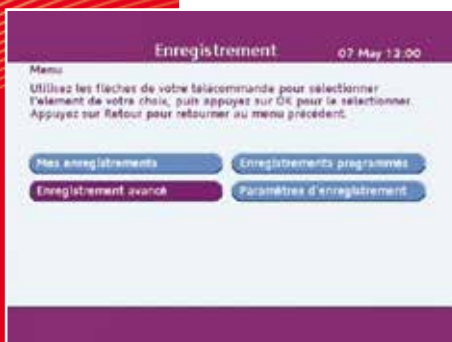 Enregistrement 07 May 12:00
Menu
Utilisez les flèches de votre télécommande pour sélectionner
l'element de votre choix, puis appuyez sur OK pour le sélectionner.
Appuyez sur Retour pour retourner au menu précédent.
Mes enregistrements Enregistrements programmés
Enregistrement avancé Paramètres d'enregistrement